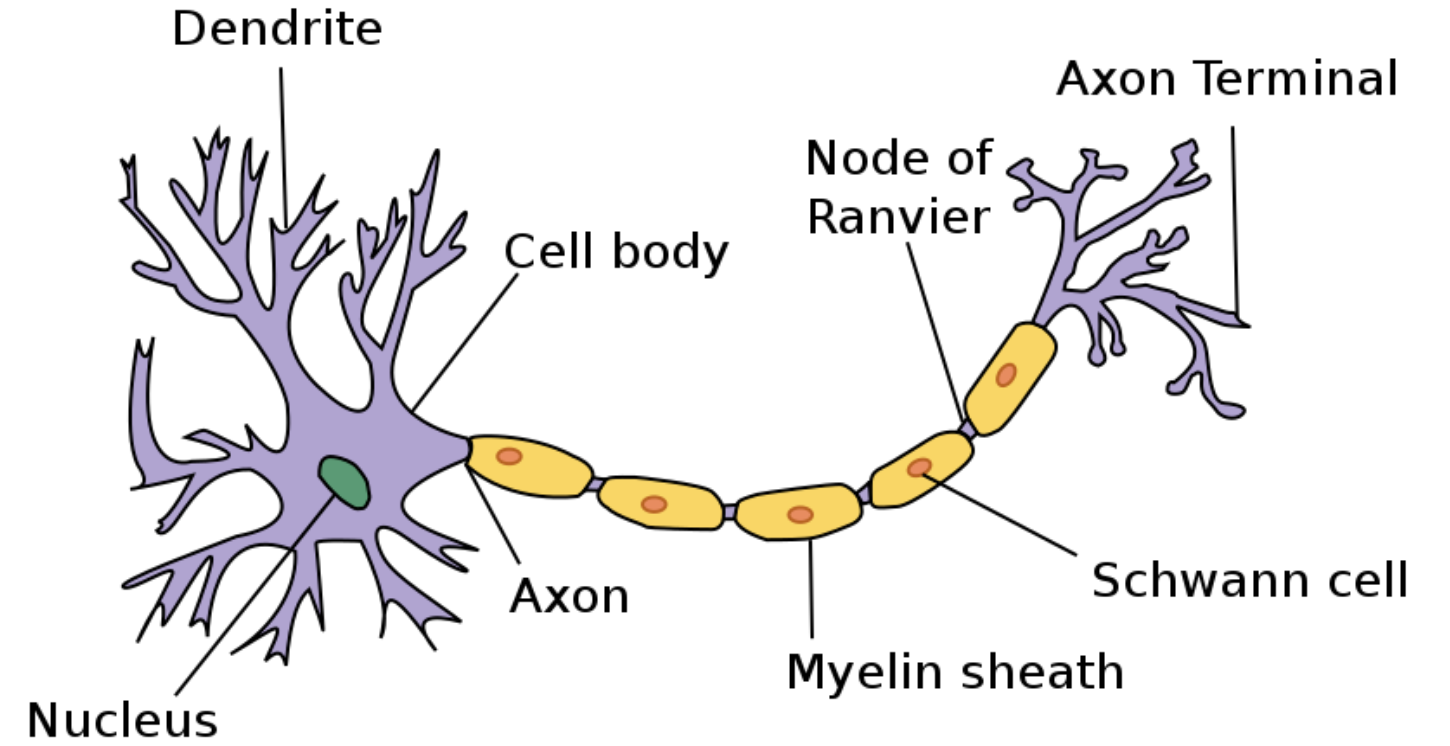 Dendrite
Axon Terminal
Node of
Ranvier
Cell body
Axon
Schwann cell
Myelin sheath
Nucleus